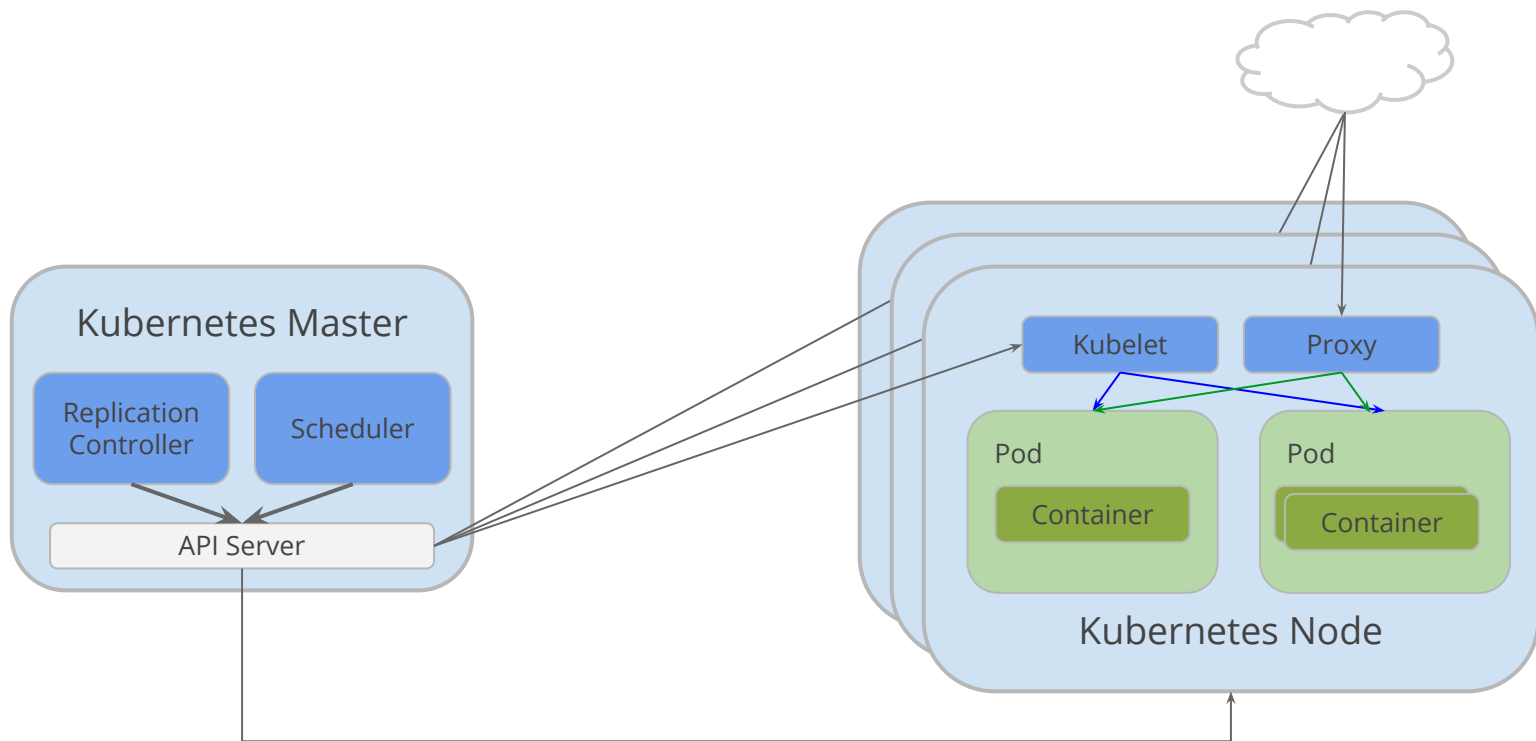 Kubernetes Master
Replication
Controller
Scheduler
API Server
Kubelet
Proxy
Pod
Container
Pod
Container
Kubernetes Node